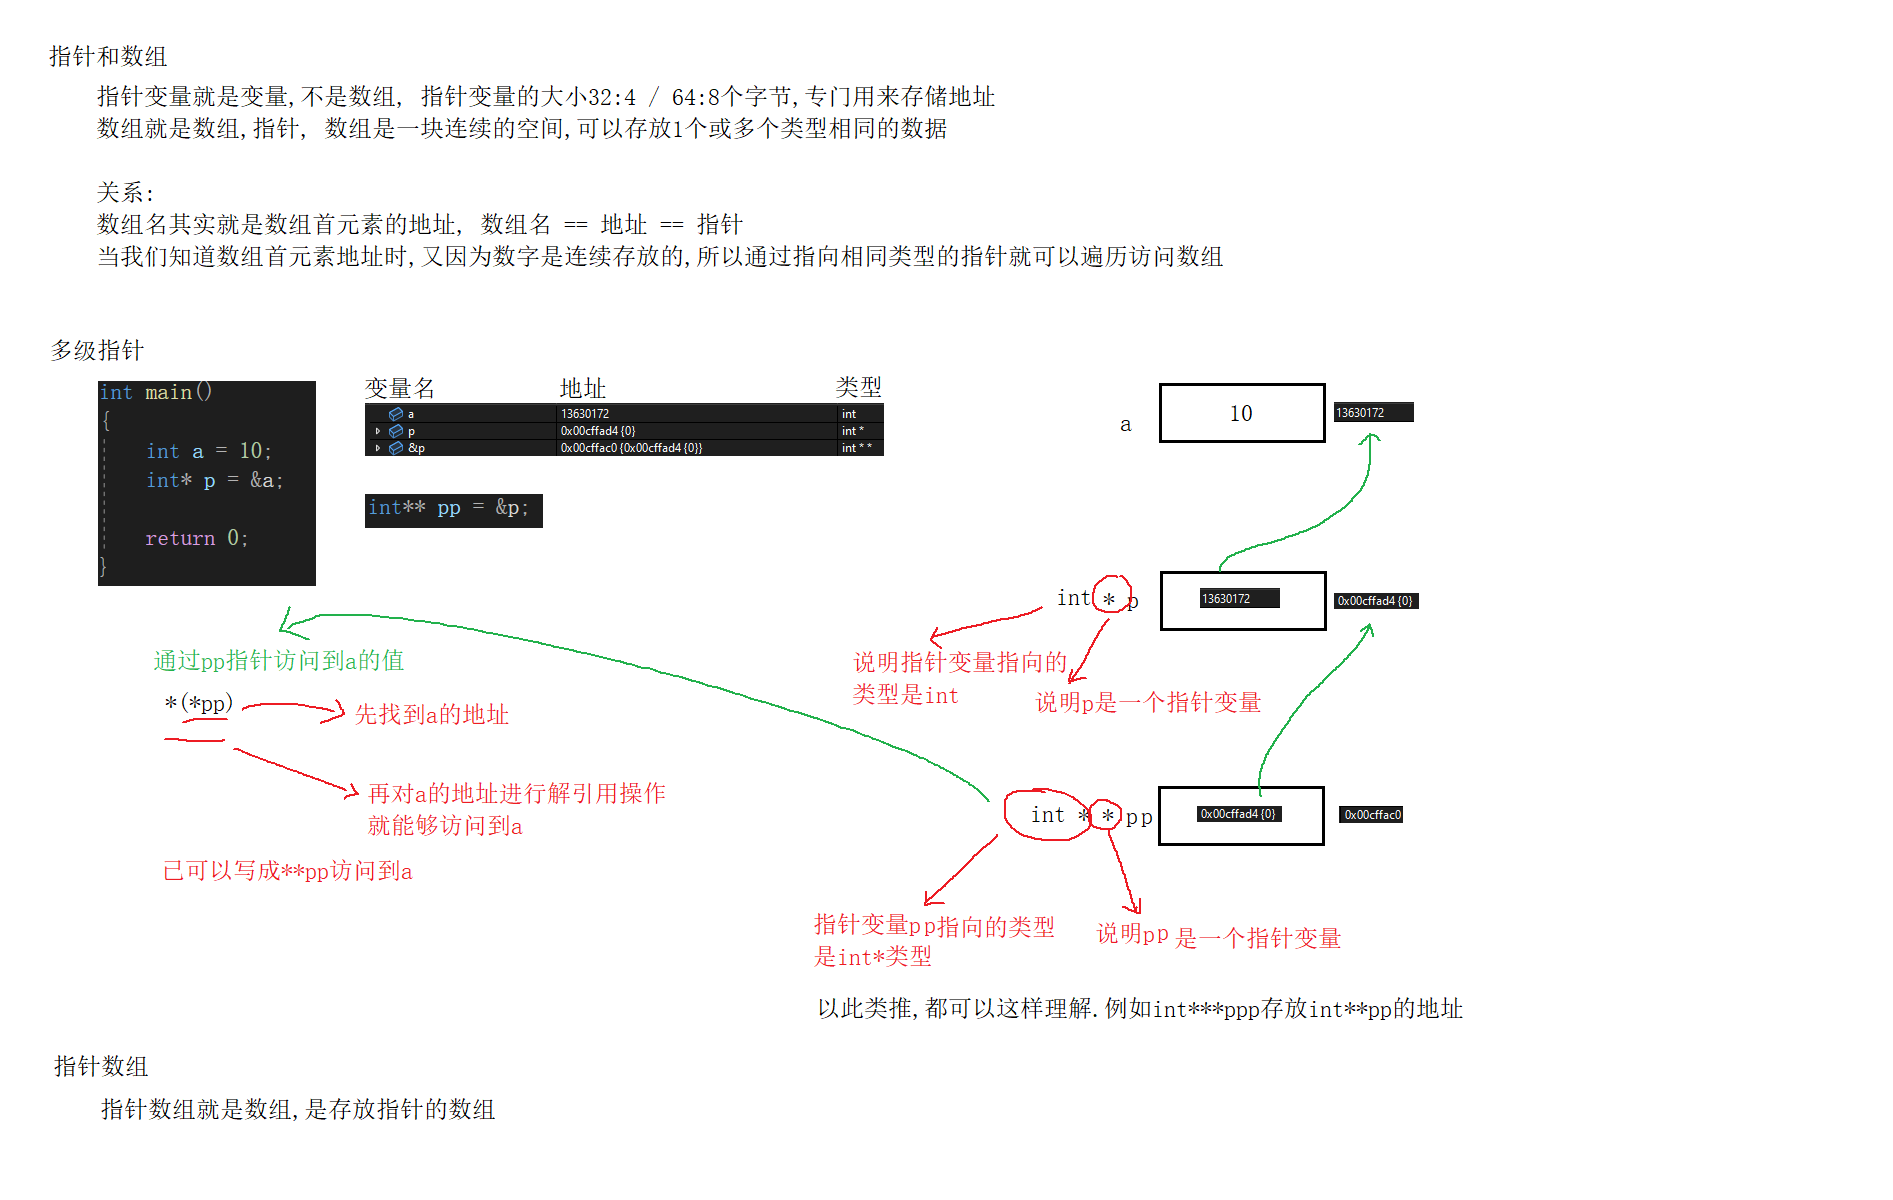 指针和数组
指针变量就是变量,不是数组, 指针变量的大小32:4 / 64:8个字节,专门用来存储地址
数组就是数组,指针, 数组是一块连续的空间,可以存放1个或多个类型相同的数据
关系:
数组名其实就是数组首元素的地址, 数组名 == 地址 == 指针
当我们知道数组首元素地址时,又因为数字是连续存放的,所以通过指向相同类型的指针就可以遍历访问数组
多级指针
int main()
{
int a = 10;
int* p = &a;
return 0;
}
变量名 地址 类型
a 13630172 int
p 0x00cffad4 {0} int *
&p 0x00cffac0 {0x00cffad4 {0}} int * *
int** pp = &p;
a 10 13630172
int * p 13630172 0x00cffad4 {0}
说明指针变量指向的
类型是int
说明p是一个指针变量
通过pp指针访问到a的值
*(*pp)
先找到a的地址
再对a的地址进行解引用操作
就能够访问到a
已可以写成**pp访问到a
int * * pp 0x00cffad4 {0} 0x00cffac0
指针变量pp指向的类型
是int*类型
说明pp是一个指针变量
以此类推,都可以这样理解.例如int***ppp存放int**pp的地址
指针数组
指针数组就是数组,是存放指针的数组